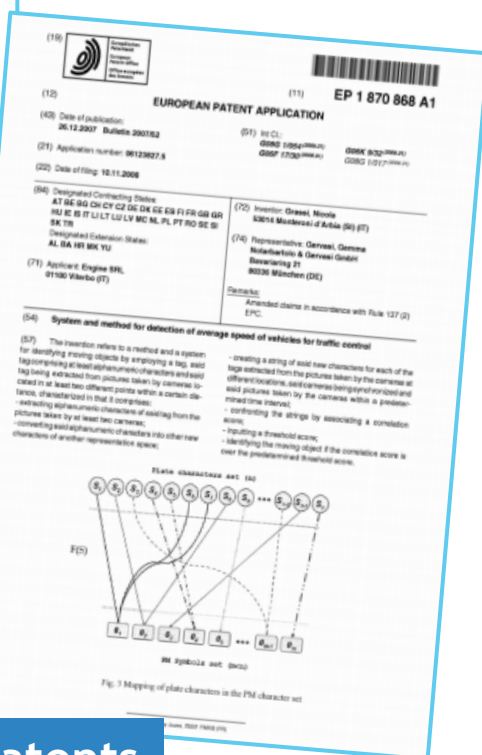 (19)
Europäisches
Patentamt
European
Patent Office
Office européen
des brevets
(11)
EP 1 870 868 A1
(12)
EUROPEAN PATENT APPLICATION
(43) Date of publication:
26.12.2007 Bulletin 2007/52
(51) Int Cl.:
(21) Application number: 06123827.5
(22) Date of filing: 10.11.2006
(84) Designated Contracting States:
AT BE BG CH CY CZ DE DK EE ES FI FR GB GR
HU IE IS IT LI LT LU LV MC NL PL PT RO SE SI
SK TR
Designated Extension States:
AL BA HR MK YU
(71) Applicant: Engine SRL
01100 Viterbo (IT)
(72) Inventor: Grassi, Nicola
(74) Representative: Gervasi, Gemma
Notarbartolo & Gervasi GmbH
Bavariaring 21
80336 München (DE)
Remarks:
Amended claims in accordance with Rule 137 (2)
EPC.
(54) System and method for detection of average speed of vehicles for traffic control
(57) The invention refers to a method and a system
for identifying moving objects by employing a tag, said
tag comprising at least alphanumeric characters and said
tag being extracted from pictures taken by cameras lo-
cated in at least two different points within a certain dis-
tance, characterized in that it comprises:
- extracting alphanumeric characters of said tag from the
pictures taken by at least two cameras;
- converting said alphanumeric characters into other new
characters of another representation space;
- creating a string of said new characters for each of the
tags extracted from the pictures taken by the cameras at
different locations, said cameras being synchronized and
said pictures taken by the cameras within a predeter-
mined time interval;
- confronting the strings by associating a correlation
score;
- inputting a threshold score;
- identifying the moving object if the correlation score is
over the predetermined threshold score.
Plate characters set
F(S)
PM Symbols set
Fig. 3 Mapping of plate characters in the PM character set